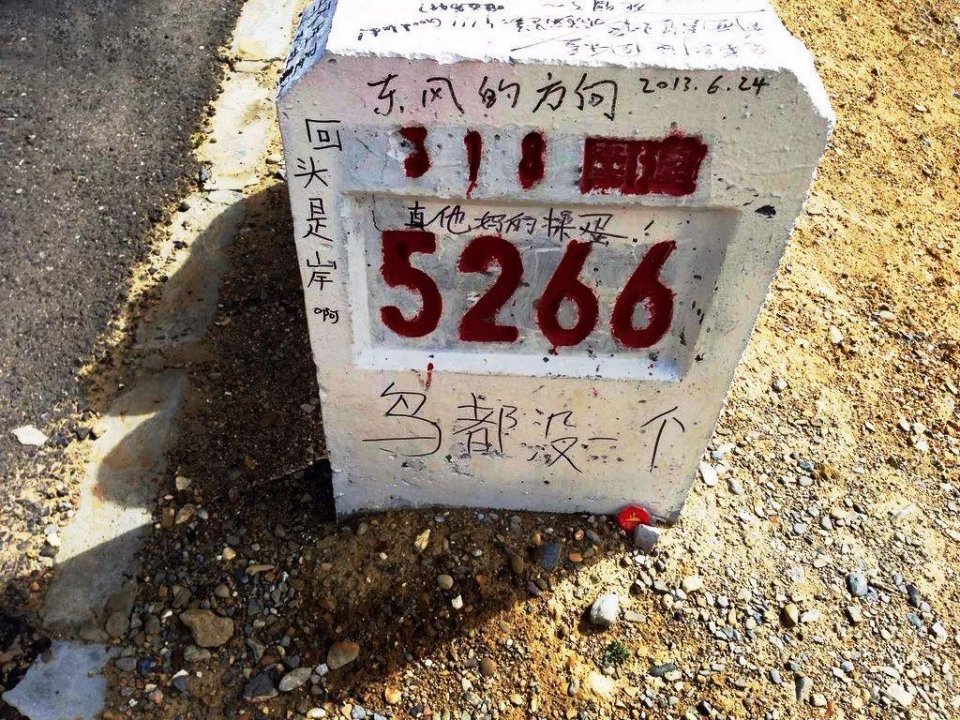 东风的方向 2013.6.24
回头是岸啊
318国道
真他妈的操蛋!
5266
鸟都没一个